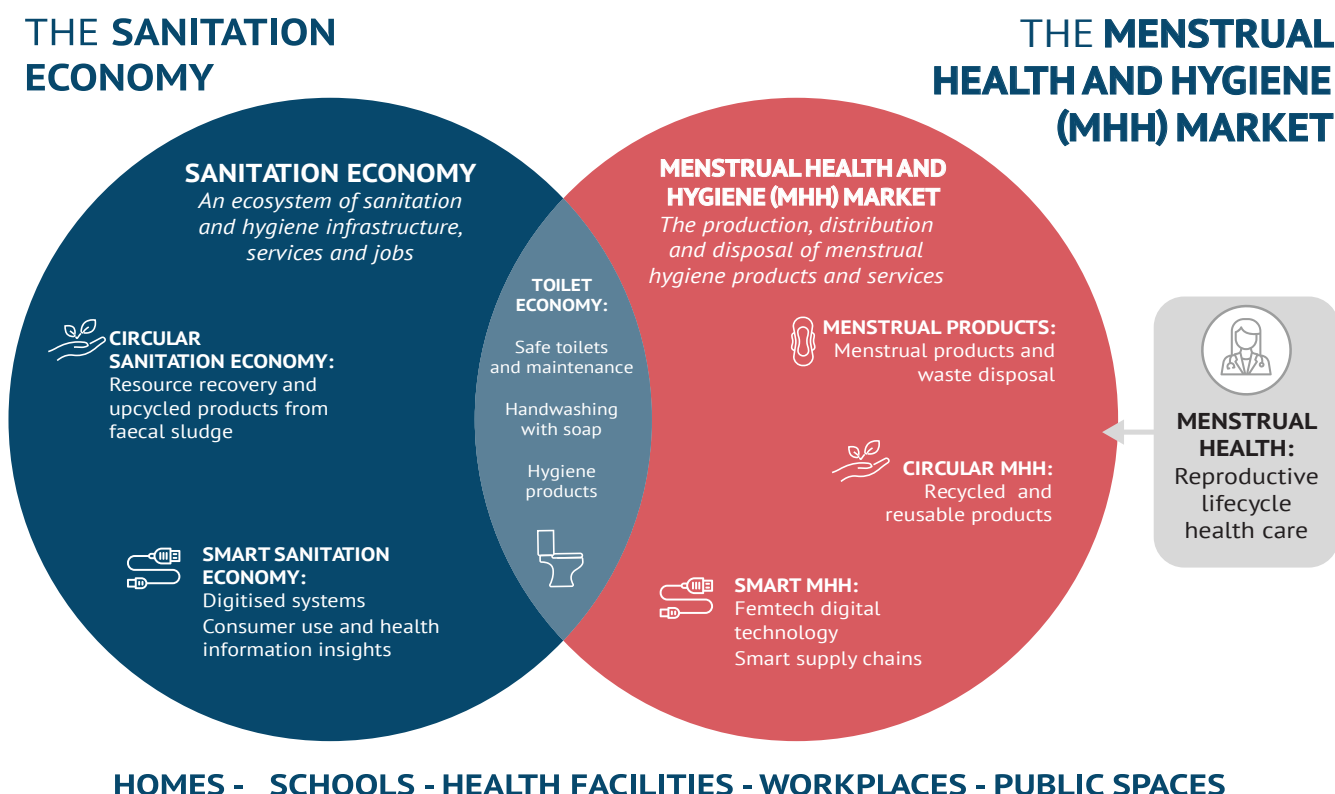 THE SANITATION
ECONOMY
THE MENSTRUAL
HEALTH AND HYGIENE
(MHH) MARKET
SANITATION ECONOMY
An ecosystem of sanitation
and hygiene infrastructure,
services and jobs
CIRCULAR
SANITATION ECONOMY:
Resource recovery and
upcycled products from
faecal sludge
SMART SANITATION
ECONOMY:
Digitised systems
Consumer use and health
information insights
TOILET
ECONOMY:
Safe toilets
and maintenance
Handwashing
with soap
Hygiene
products
MENSTRUAL HEALTH AND
HYGIENE (MHH) MARKET
The production, distribution
and disposal of menstrual
hygiene products and services
MENSTRUAL PRODUCTS:
Menstrual products and
waste disposal
CIRCULAR MHH:
Recycled and
reusable products
SMART MHH:
Femtech digital
technology
Smart supply chains
MENSTRUAL
HEALTH:
Reproductive
lifecycle
health care
HOMES - SCHOOLS - HEALTH FACILITIES - WORKPLACES - PUBLIC SPACES